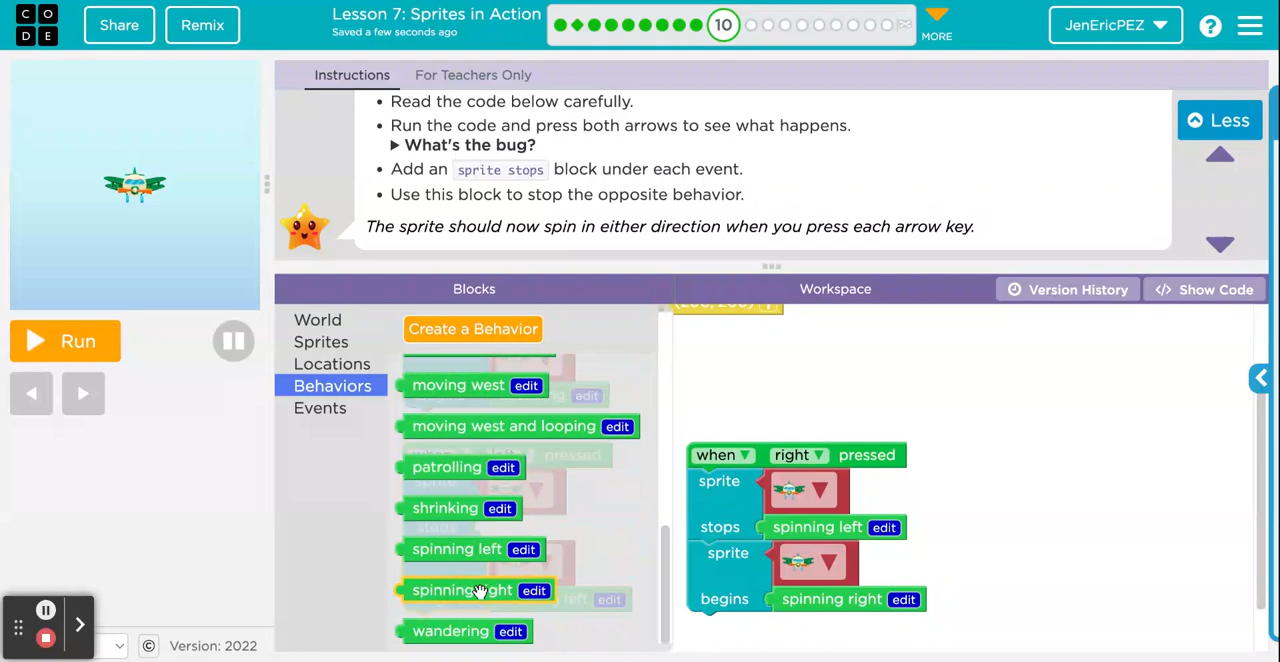 C O
D E
Share
Remix
Lesson 7: Sprites in Action
Saved a few seconds ago
10
MORE
JenEricPEZ
?
Instructions
For Teachers Only
• Read the code below carefully.
• Run the code and press both arrows to see what happens.
What's the bug?
• Add an sprite stops block under each event.
• Use this block to stop the opposite behavior.
The sprite should now spin in either direction when you press each arrow key.
Less
Run
Blocks
Workspace
Version History
Show Code
World
Sprites
Locations
Behaviors
Events
Create a Behavior
moving west edit
moving west and looping edit
patrolling edit
shrinking edit
spinning left edit
spinning right edit
wandering edit
edit
pressed
sprite
left edit
when right pressed
sprite
stops spinning left edit
sprite
begins spinning right edit
© Version: 2022